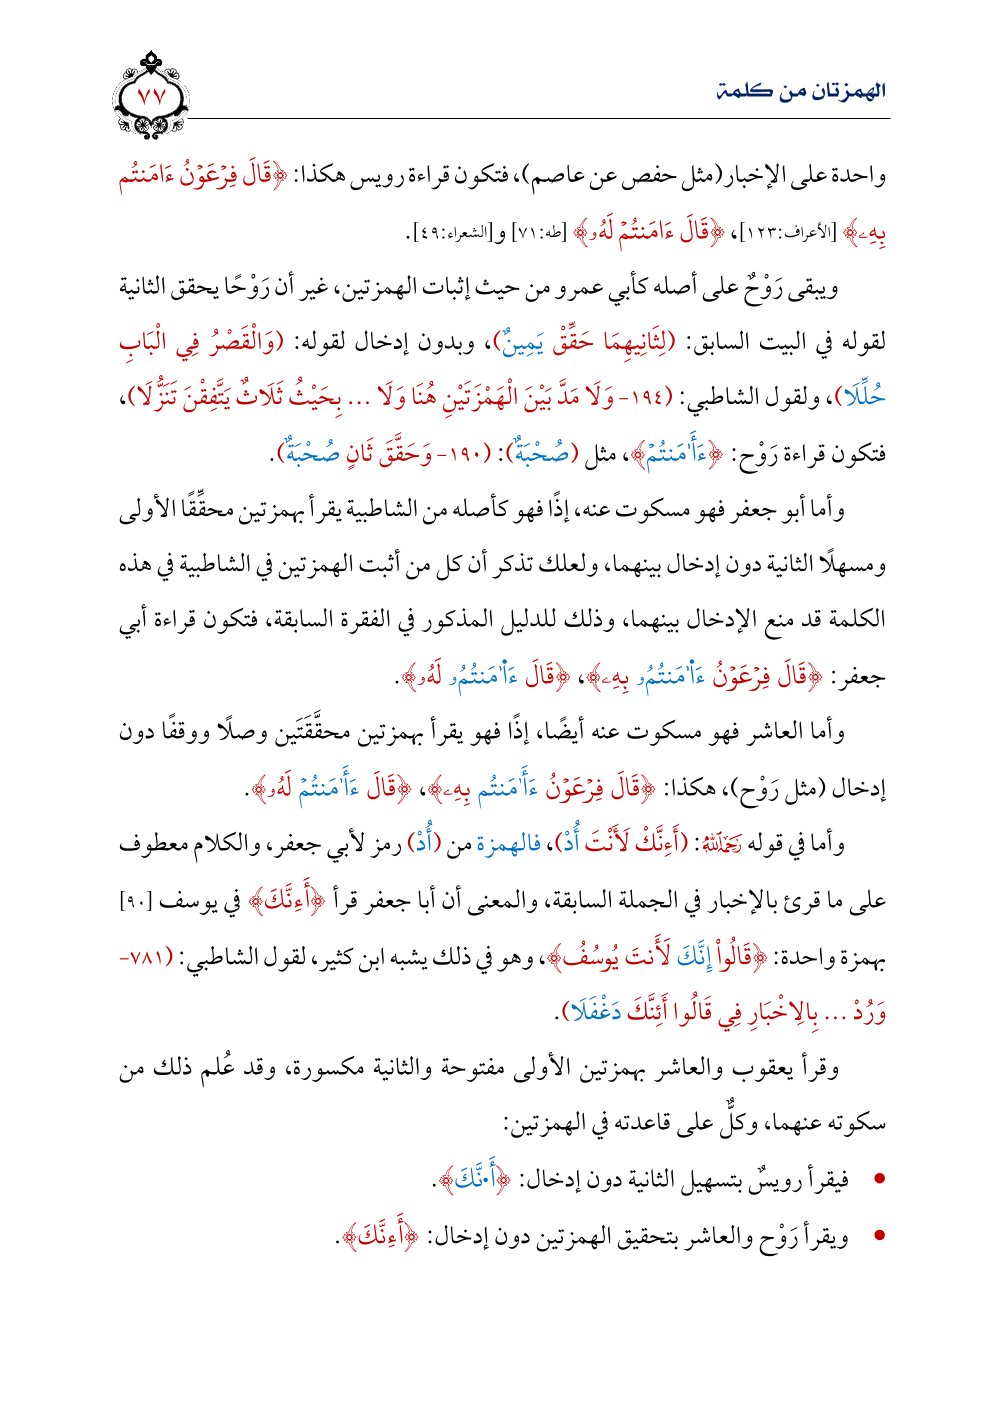 الهمزتان من كلمة
٧٧
واحدة على الإخبار(مثل حفص عن عاصم)، فتكون قراءة رويس هكذا: ﴿قَالَ فِرۡعَوۡنُ ءَامَنتُم
بِهِۦ﴾ [الأعراف:١٢٣]، ﴿قَالَ ءَامَنتُمۡ لَهُۥ﴾ [طه:٧١] و[الشعراء:٤٩].
ويبقى رَوْحٌ على أصله كأبي عمرو من حيث إثبات الهمزتين، غير أن رَوْحًا يحقق الثانية
لقوله في البيت السابق: (لِثَانِيهِمَا حَقِّقْ يَمِينٌ)، وبدون إدخال لقوله: (وَالْقَصْرُ فِي الْبَابِ
حُلِّلَا)، ولقول الشاطبي: (١٩٤- وَلَا مَدَّ بَيْنَ الْهَمْزَتَيْنِ هُنَا وَلَا ... بِحَيْثُ ثَلَاثٌ يَتَّفِقْنَ تَنَزُّلَا)،
فتكون قراءة رَوْح: ﴿ءَأَٰمَنتُمۡ﴾، مثل (صُحْبَةٌ): (١٩٠- وَحَقَّقَ ثَانٍ صُحْبَةٌ).
وأما أبو جعفر فهو مسكوت عنه، إذًا فهو كأصله من الشاطبية يقرأ بهمزتين محقِّقًا الأولى
ومسهلًا الثانية دون إدخال بينهما، ولعلك تذكر أن كل من أثبت الهمزتين في الشاطبية في هذه
الكلمة قد منع الإدخال بينهما، وذلك للدليل المذكور في الفقرة السابقة، فتكون قراءة أبي
جعفر: ﴿قَالَ فِرۡعَوۡنُ ءَاٰ۬مَنتُمُۥ بِهِۦ﴾، ﴿قَالَ ءَاٰ۬مَنتُمُۥ لَهُۥ﴾.
وأما العاشر فهو مسكوت عنه أيضًا، إذًا فهو يقرأ بهمزتين محقَّقَتَين وصلًا ووقفًا دون
إدخال (مثل رَوْح)، هكذا: ﴿قَالَ فِرۡعَوۡنُ ءَأَٰمَنتُم بِهِۦ﴾، ﴿قَالَ ءَأَٰمَنتُمۡ لَهُۥ﴾.
وأما في قوله رَحِمَهُ ٱللَّهُ: (أَءِنَّكْ لَأَنْتَ أُدْ)، فالهمزة من (أُدْ) رمز لأبي جعفر، والكلام معطوف
على ما قرئ بالإخبار في الجملة السابقة، والمعنى أن أبا جعفر قرأ ﴿أَءِنَّكَ﴾ في يوسف [٩٠]
بهمزة واحدة: ﴿قَالُوٓاْ إِنَّكَ لَأَنتَ يُوسُفُ﴾، وهو في ذلك يشبه ابن كثير، لقول الشاطبي: (٧٨١-
وَرُدْ ... بِالِاخْبَارِ فِي قَالُوا أَئِنَّكَ دَغْفَلَا).
وقرأ يعقوب والعاشر بهمزتين الأولى مفتوحة والثانية مكسورة، وقد عُلم ذلك من
سكوته عنهما، وكلٌّ على قاعدته في الهمزتين:
• فيقرأ رويسٌ بتسهيل الثانية دون إدخال: ﴿أَ•نَّكَ﴾.
• ويقرأ رَوْح والعاشر بتحقيق الهمزتين دون إدخال: ﴿أَءِنَّكَ﴾.